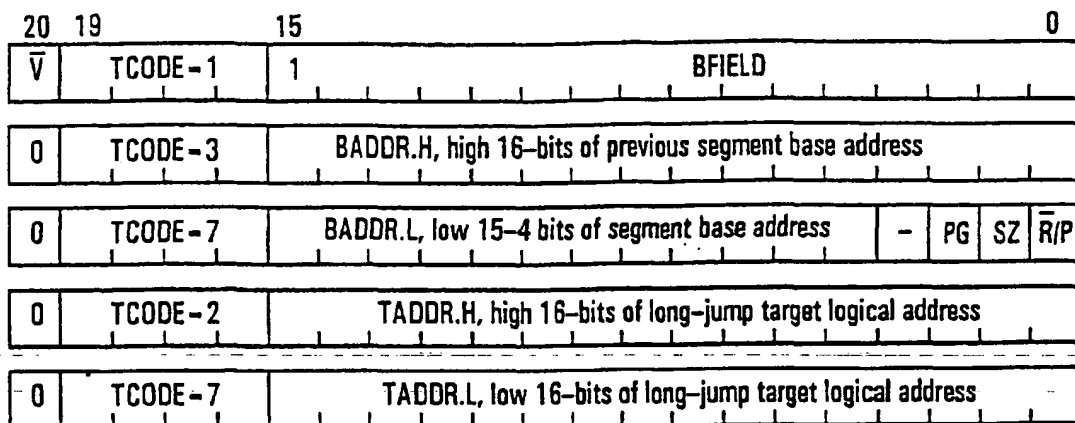 20 19 15 0
V̅ TCODE-1 1 BFIELD
0 TCODE-3 BADDR.H, high 16-bits of previous segment base address
0 TCODE-7 BADDR.L, low 15-4 bits of segment base address - PG SZ R̅/P
0 TCODE-2 TADDR.H, high 16-bits of long-jump target logical address
0 TCODE-7 TADDR.L, low 16-bits of long-jump target logical address